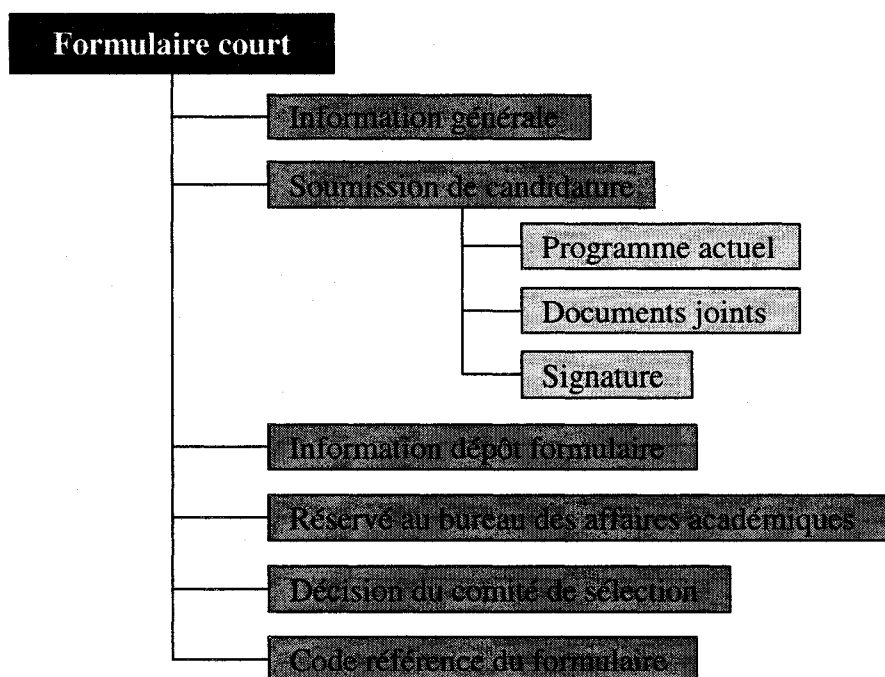 Formulaire court
Information générale
Soumission de candidature
Programme actuel
Documents joints
Signature
Information dépôt formulaire
Réservé au bureau des affaires académiques
Décision du comité de sélection
Code référence du formulaire